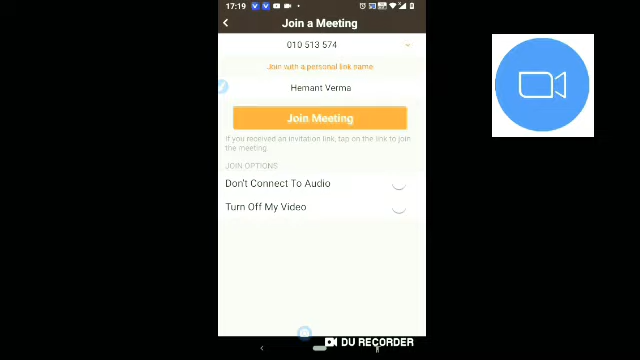 17:19
Join a Meeting
010 513 574
Join with a personal link name
Hemant Verma
Join Meeting
If you received an invitation link, tap on the link to join
the meeting
JOIN OPTIONS
Don't Connect To Audio
Turn Off My Video
DU RECORDER